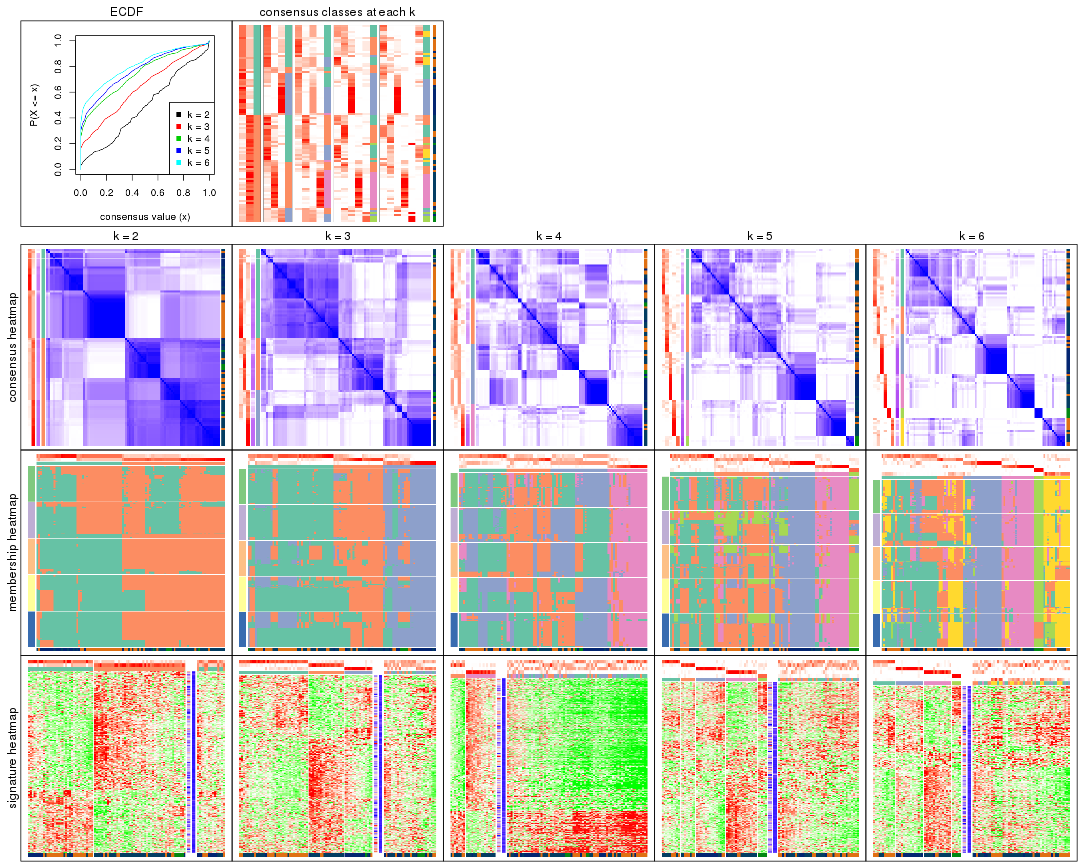 ECDF
consensus classes at each k
P(X <= x)
0.0 0.2 0.4 0.6 0.8 1.0
k = 2
k = 3
k = 4
k = 5
k = 6
0.0 0.2 0.4 0.6 0.8 1.0
consensus value (x)
k = 2
k = 3
k = 4
k = 5
k = 6
consensus heatmap
membership heatmap
signature heatmap